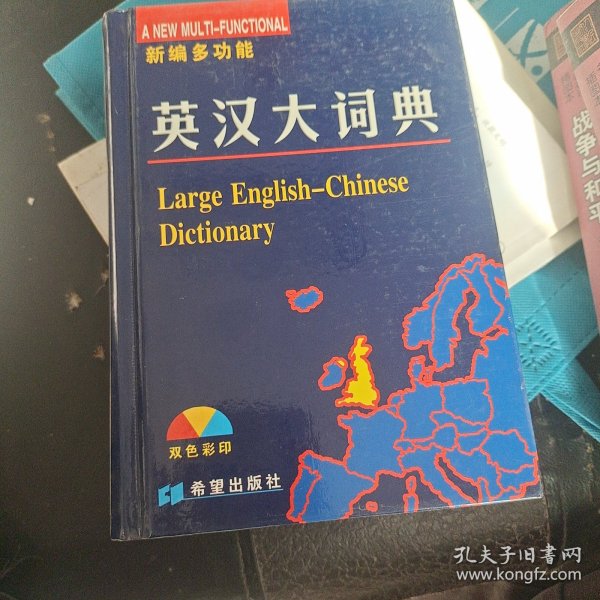 A NEW MULTI-FUNCTIONAL
新编多功能
英汉大词典
Large English-Chinese
Dictionary
双色彩印
希望出版社
战争与和平
孔夫子旧书网
www.kongfz.com